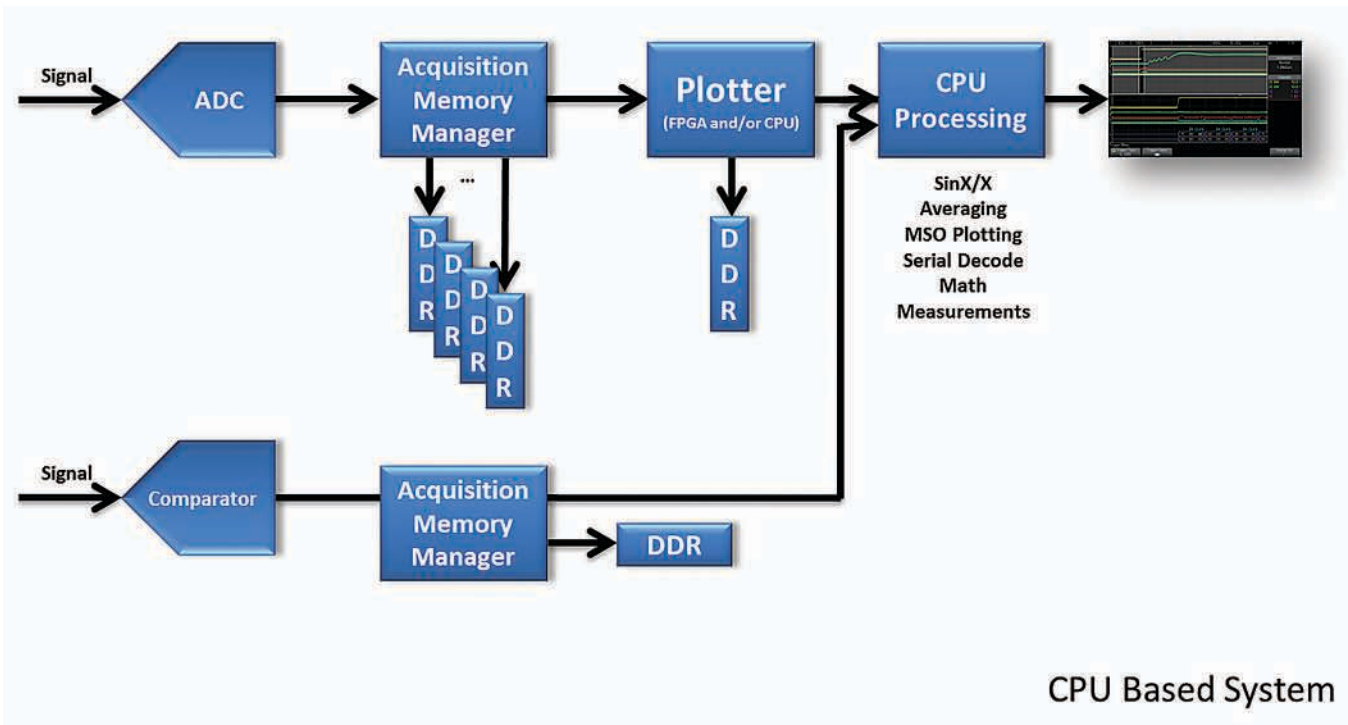 Signal
ADC
Acquisition
Memory
Manager
...
D
D
R
D
D
R
D
D
R
D
D
R
Plotter
(FPGA and/or CPU)
D
D
R
CPU
Processing
SinX/X
Averaging
MSO Plotting
Serial Decode
Math
Measurements
Signal
Comparator
Acquisition
Memory
Manager
DDR
CPU Based System